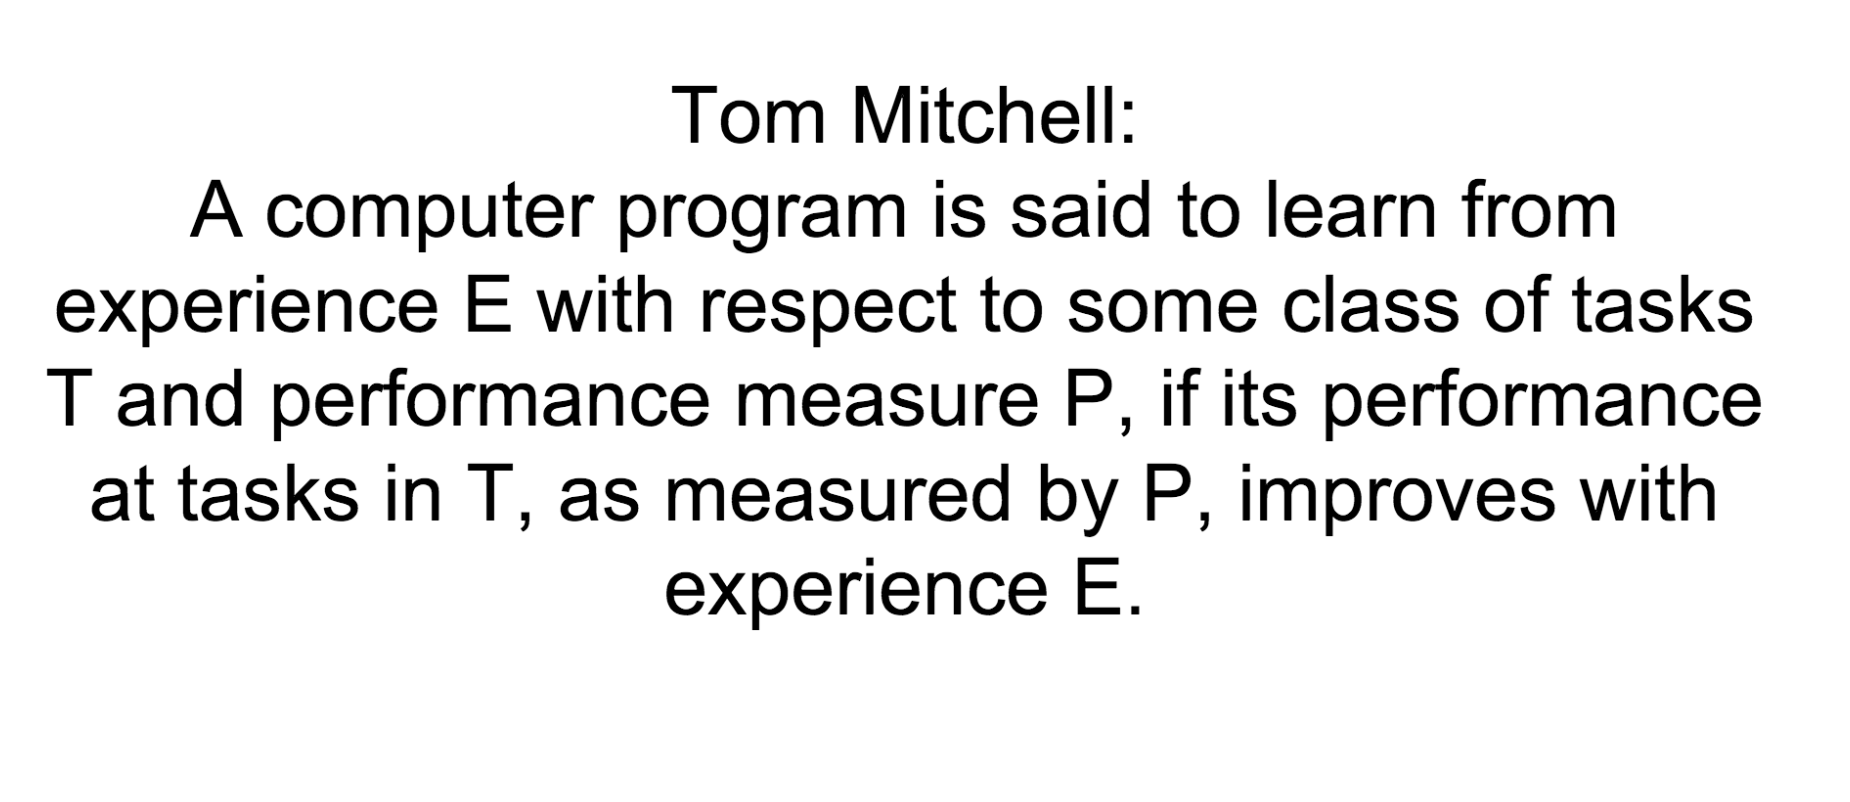 Tom Mitchell:
A computer program is said to learn from
experience E with respect to some class of tasks
T and performance measure P, if its performance
at tasks in T, as measured by P, improves with
experience E.